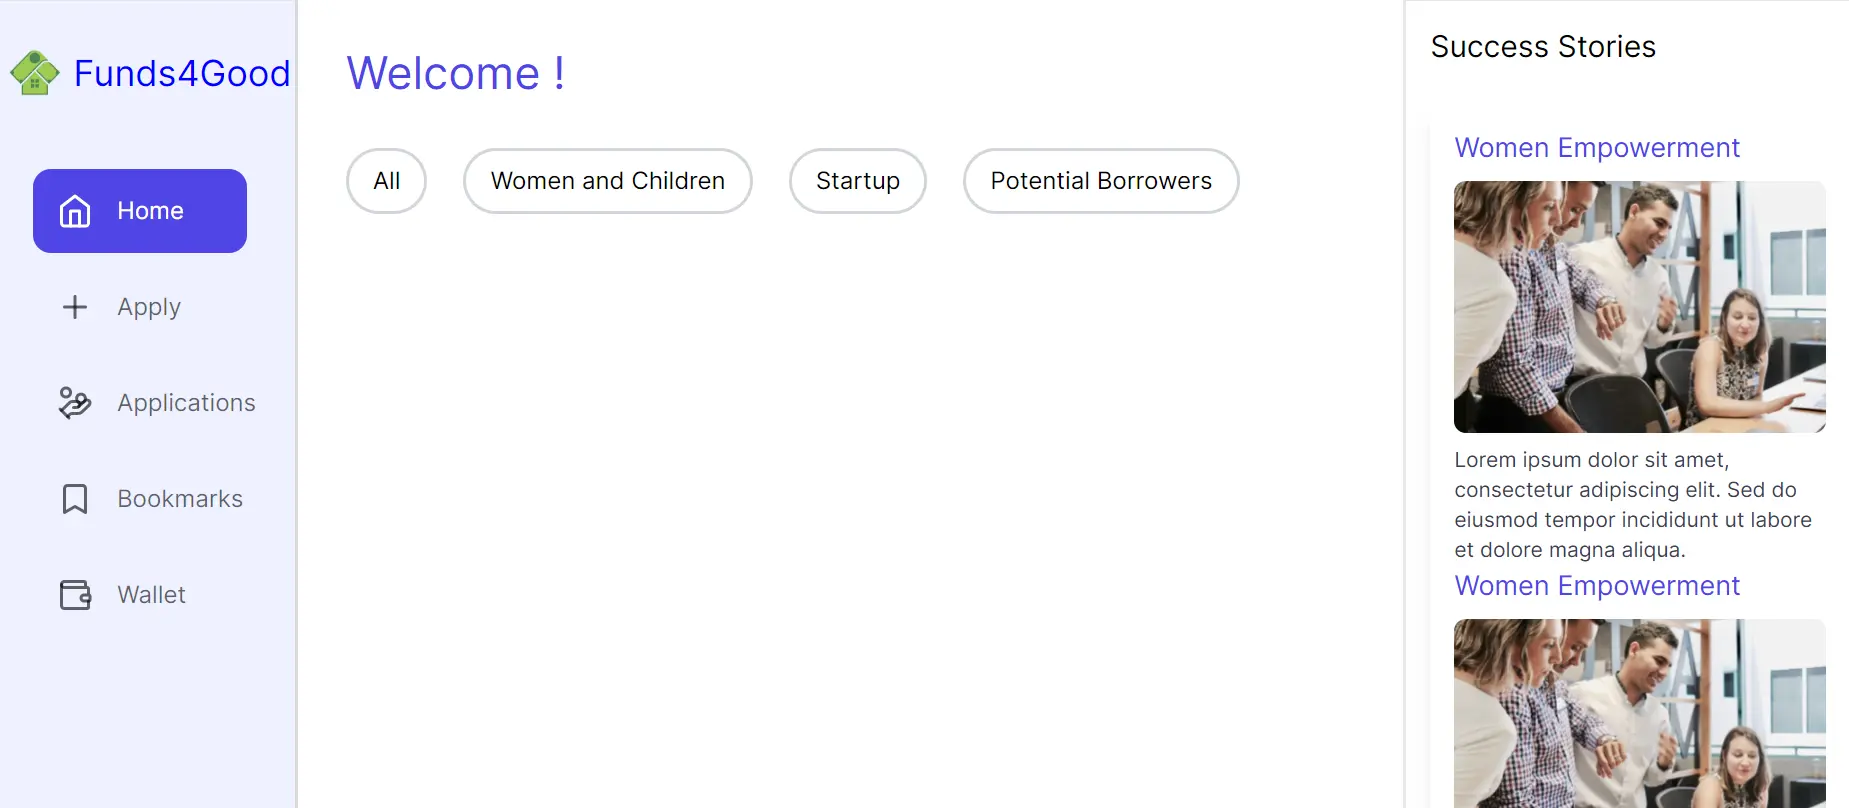 Funds4Good
Home
Apply
Applications
Bookmarks
Wallet
Welcome !
All
Women and Children
Startup
Potential Borrowers
Success Stories
Women Empowerment
Lorem ipsum dolor sit amet,
consectetur adipiscing elit. Sed do
eiusmod tempor incididunt ut labore
et dolore magna aliqua.
Women Empowerment